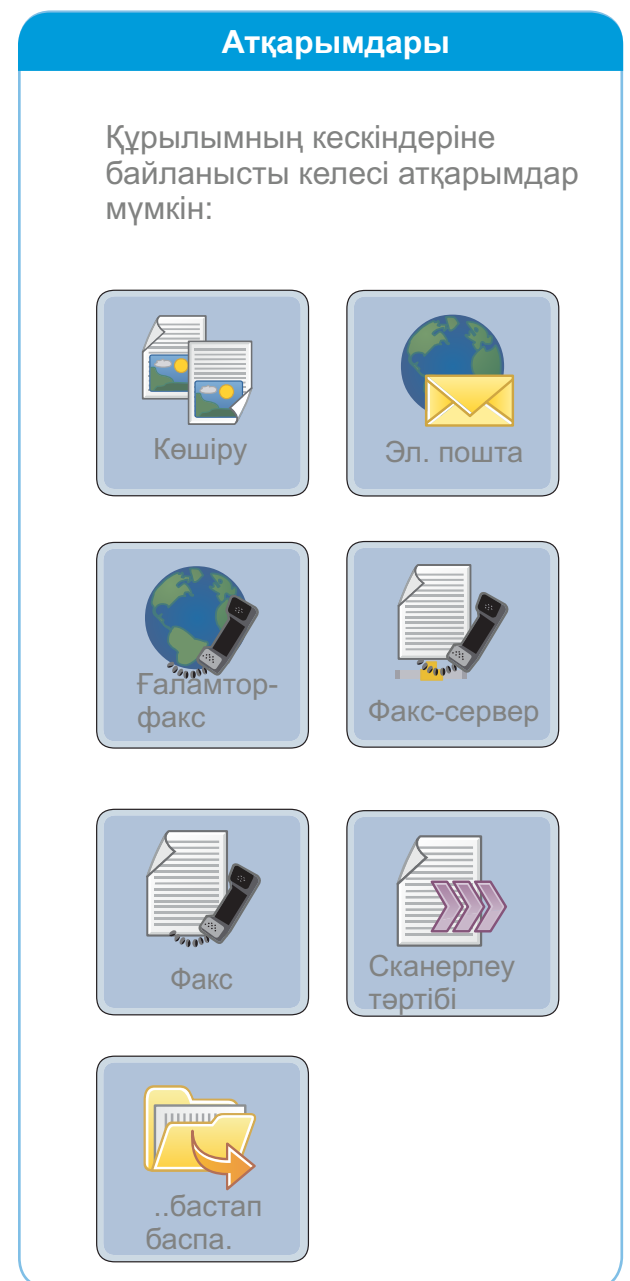 Атқарымдары
Құрылымның кескіндеріне
байланысты келесі атқарымдар
мүмкін:
Көшіру
Эл. пошта
Ғаламтор-
факс
Факс-сервер
Факс
Сканерлеу
тәртібі
..бастап
баспа.